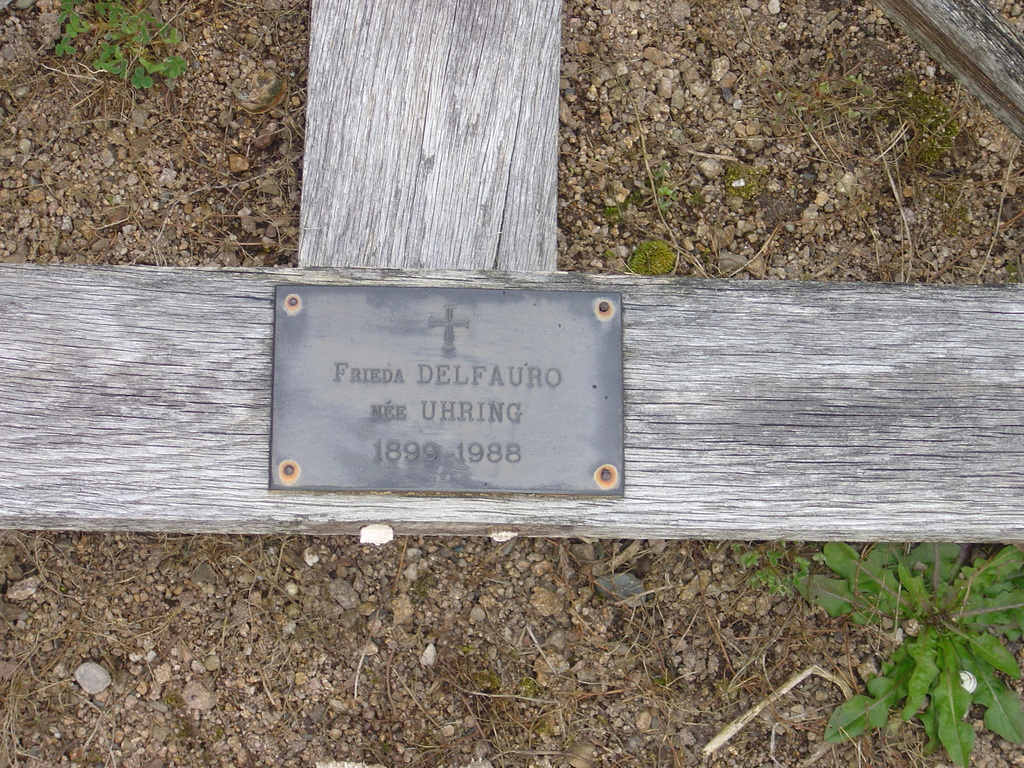 Frieda DELFAURO
née UHRING
1899-1988